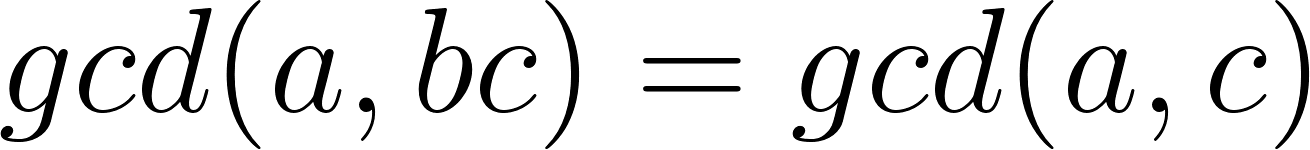 gcd(a, bc) = gcd(a, c)